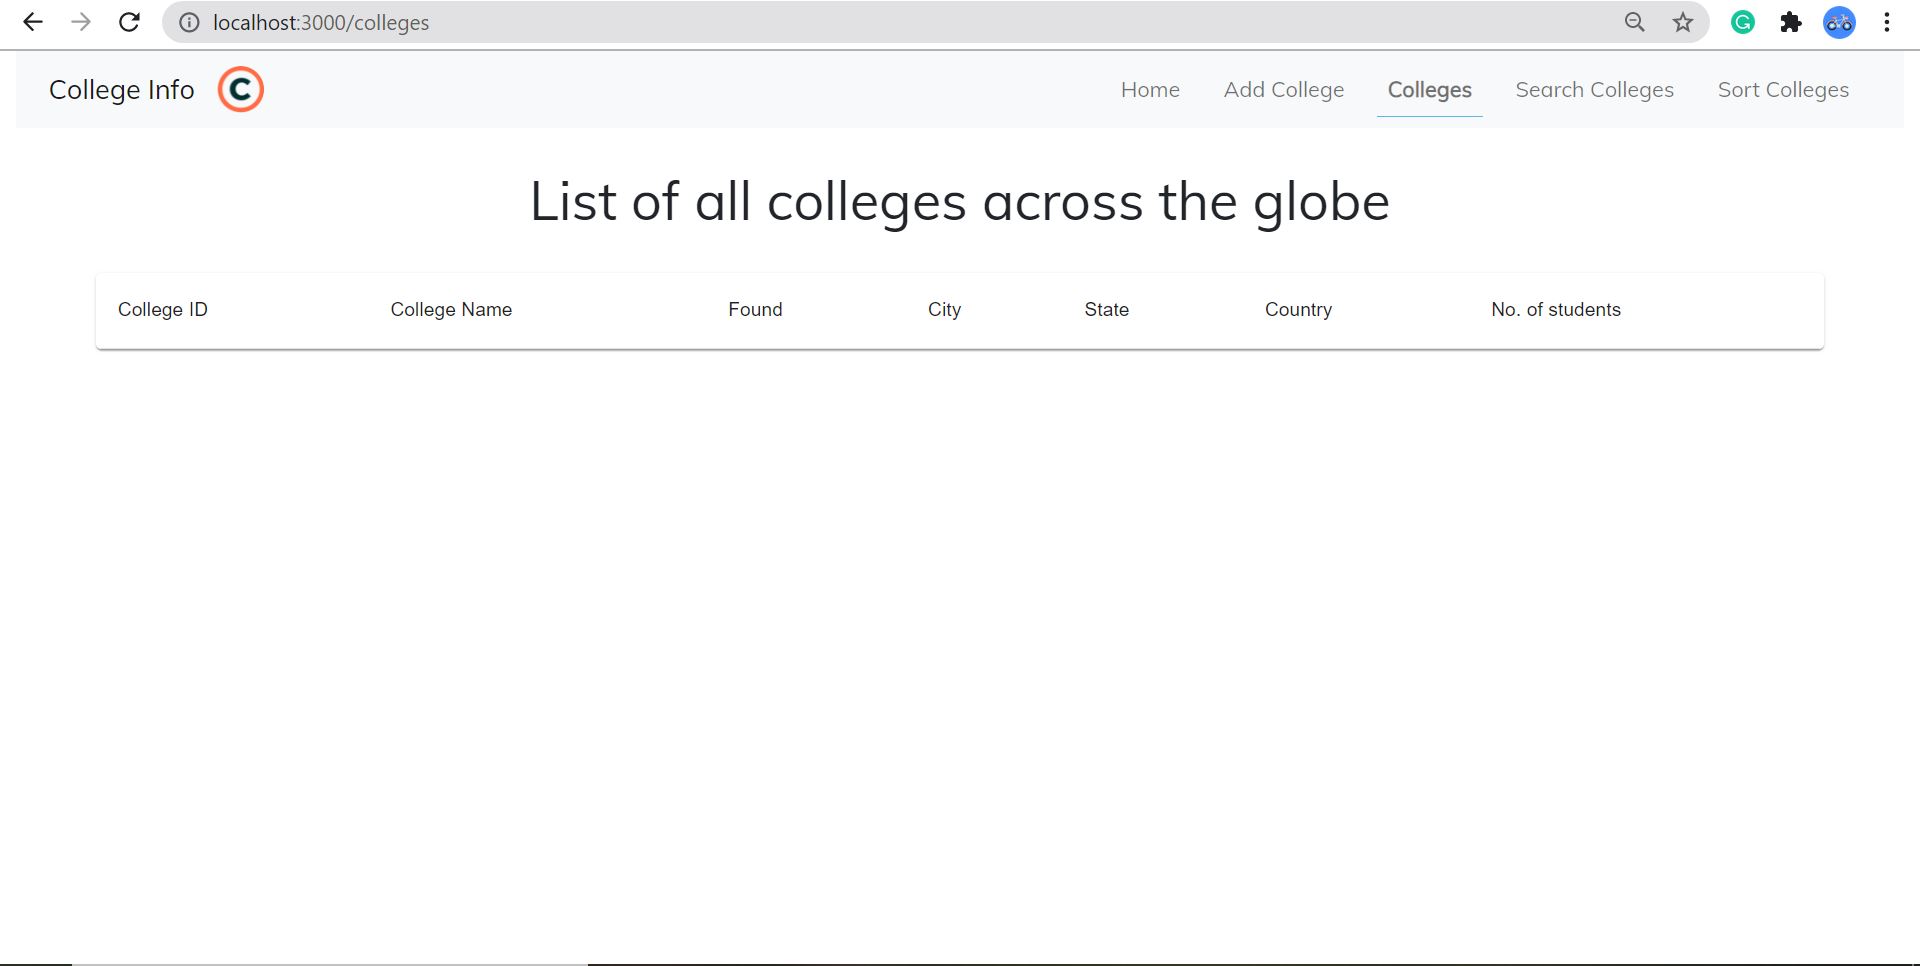 localhost:3000/colleges
College Info C Home Add College Colleges Search Colleges Sort Colleges
List of all colleges across the globe
College ID College Name Found City State Country No. of students